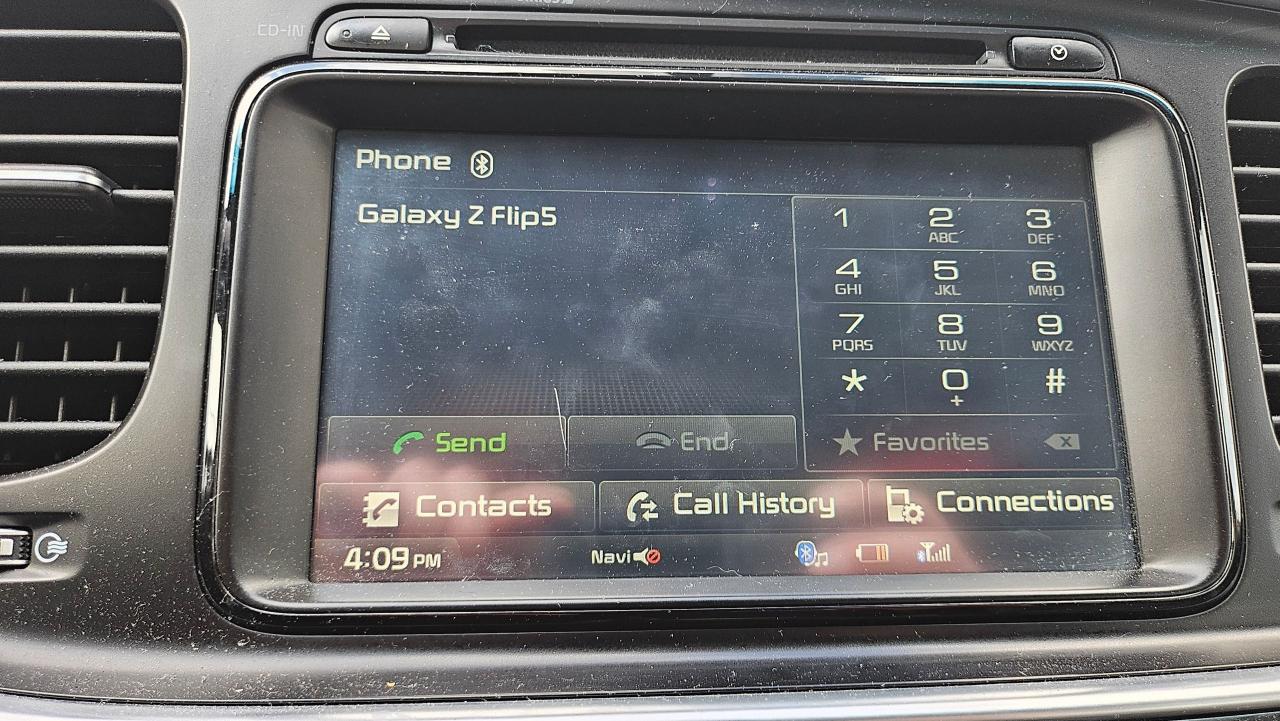 CD-IN
Phone
Galaxy Z Flip5
1
2
3
ABC
DEF
4
5
6
GHI
JKL
MNO
7
8
9
PQRS
TUV
WXYZ
*
0
#
+
Send
End
Favorites
Contacts
Call History
Connections
4:09 PM
Navi